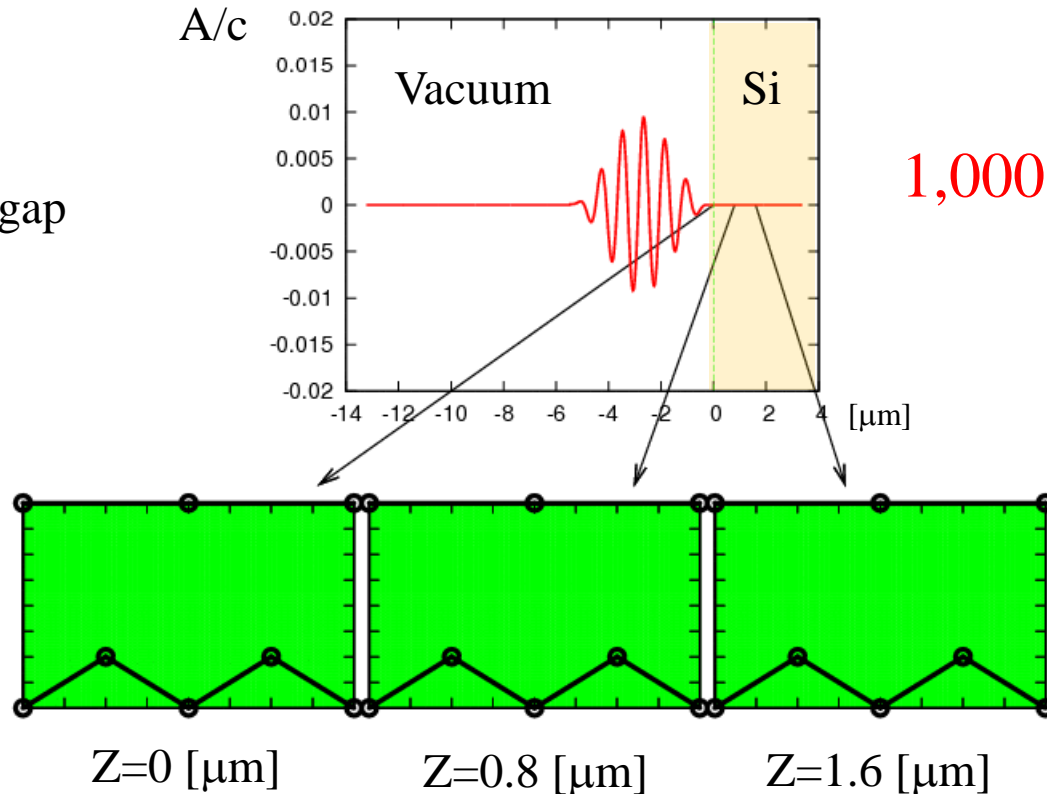 A/c
0.02
0.015
Vacuum
Si
0.01
0.005
1,000
0
gap
-0.005
-0.01
-0.015
-0.02
-14 -12 -10 -8 -6 -4 -2 0 2 4 [μm]
Z=0 [μm] Z=0.8 [μm] Z=1.6 [μm]